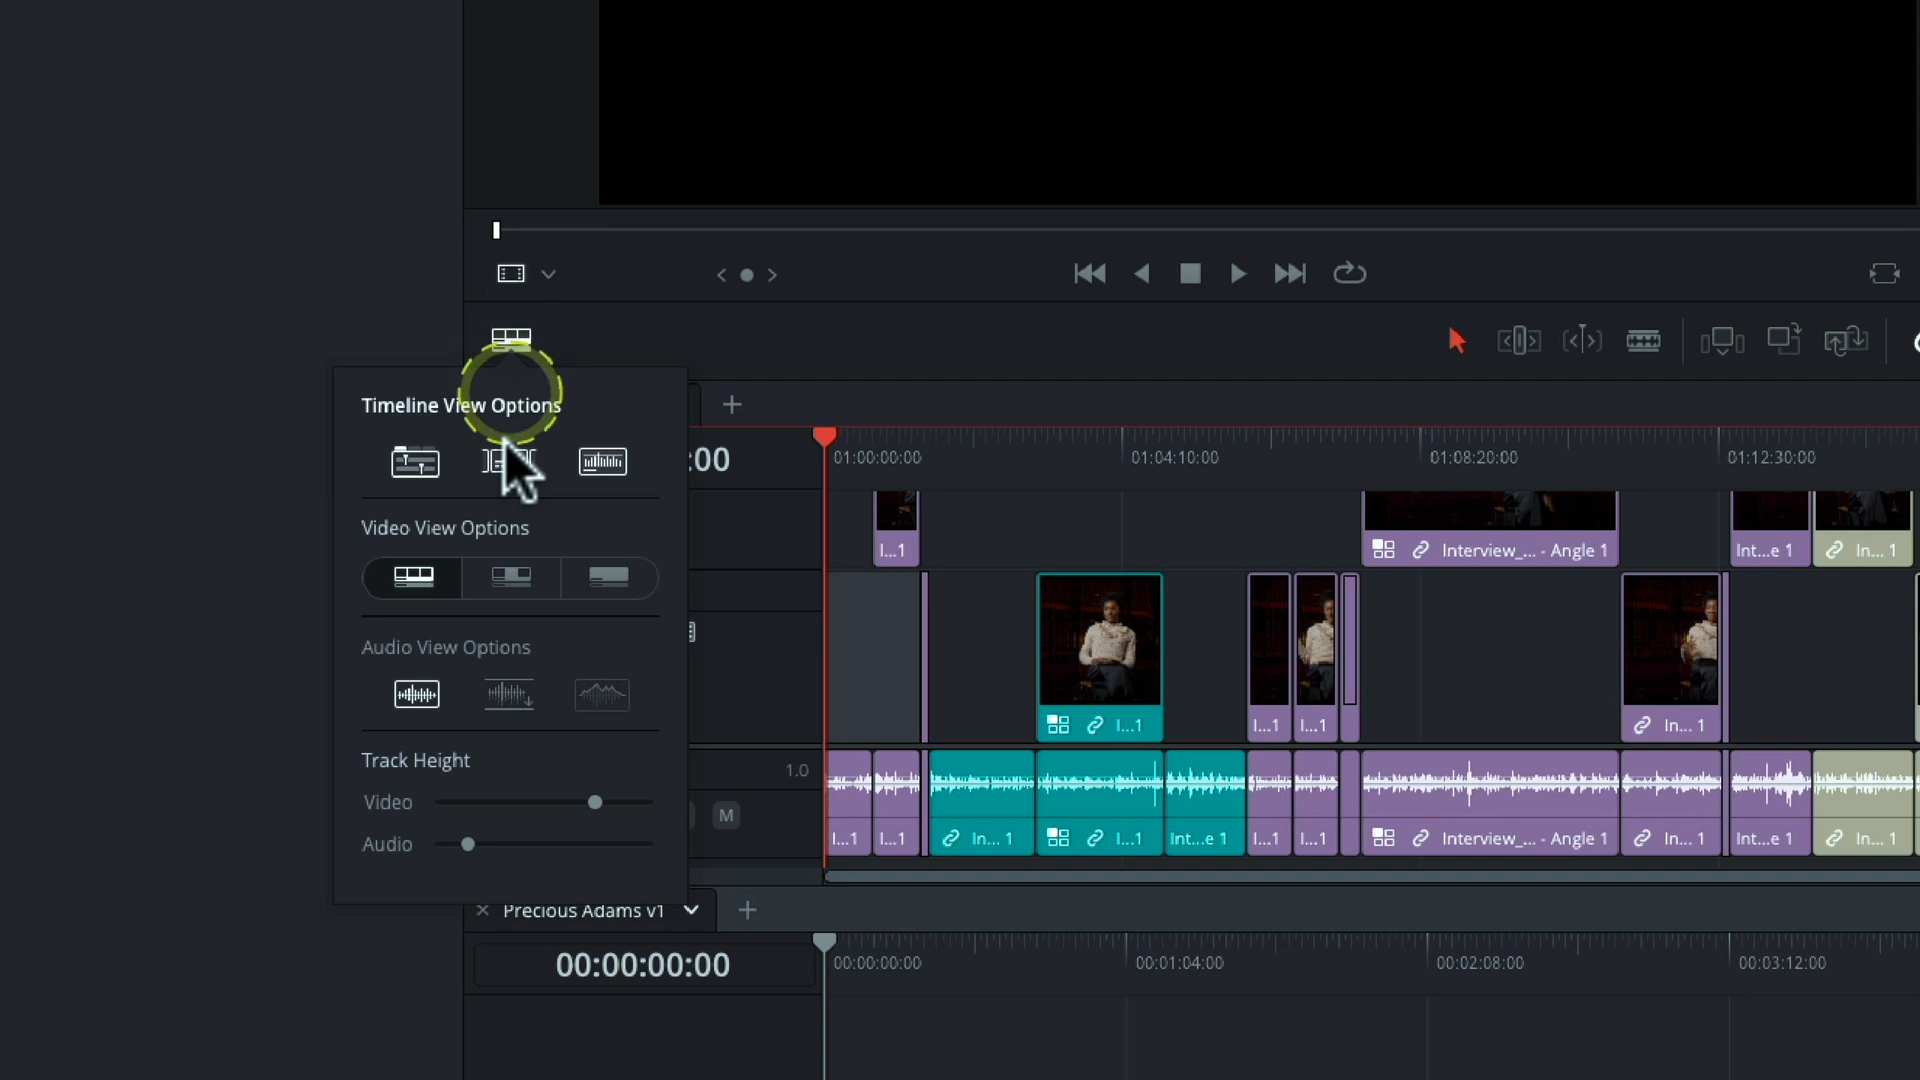 Timeline View Options
:00
01:00:00:00
01:04:10:00
01:08:20:00
01:12:30:00
Video View Options
I...1
Interview_... - Angle 1
Int...e 1
In... 1
Audio View Options
I...1
I...1
I...1
In... 1
Track Height
1.0
Video
M
Audio
I...1
I...1
In... 1
I...1
Int...e 1
I...1
I...1
Interview_... - Angle 1
In... 1
Int...e 1
In... 1
Precious Adams v1
00:00:00:00
00:00:00:00
00:01:04:00
00:02:08:00
00:03:12:00